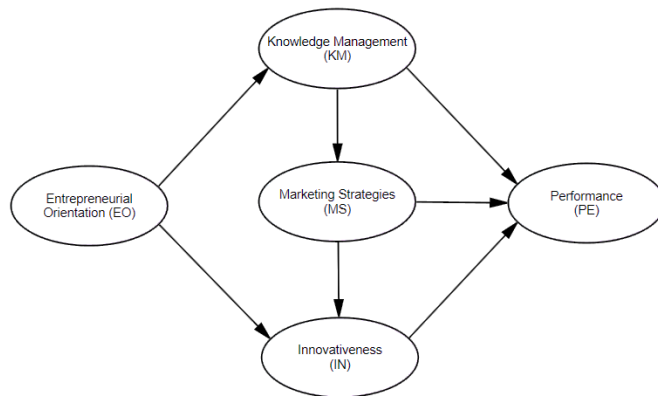 Knowledge Management
(KM)
Entrepreneurial
Orientation (EO)
Marketing Strategies
(MS)
Performance
(PE)
Innovativeness
(IN)